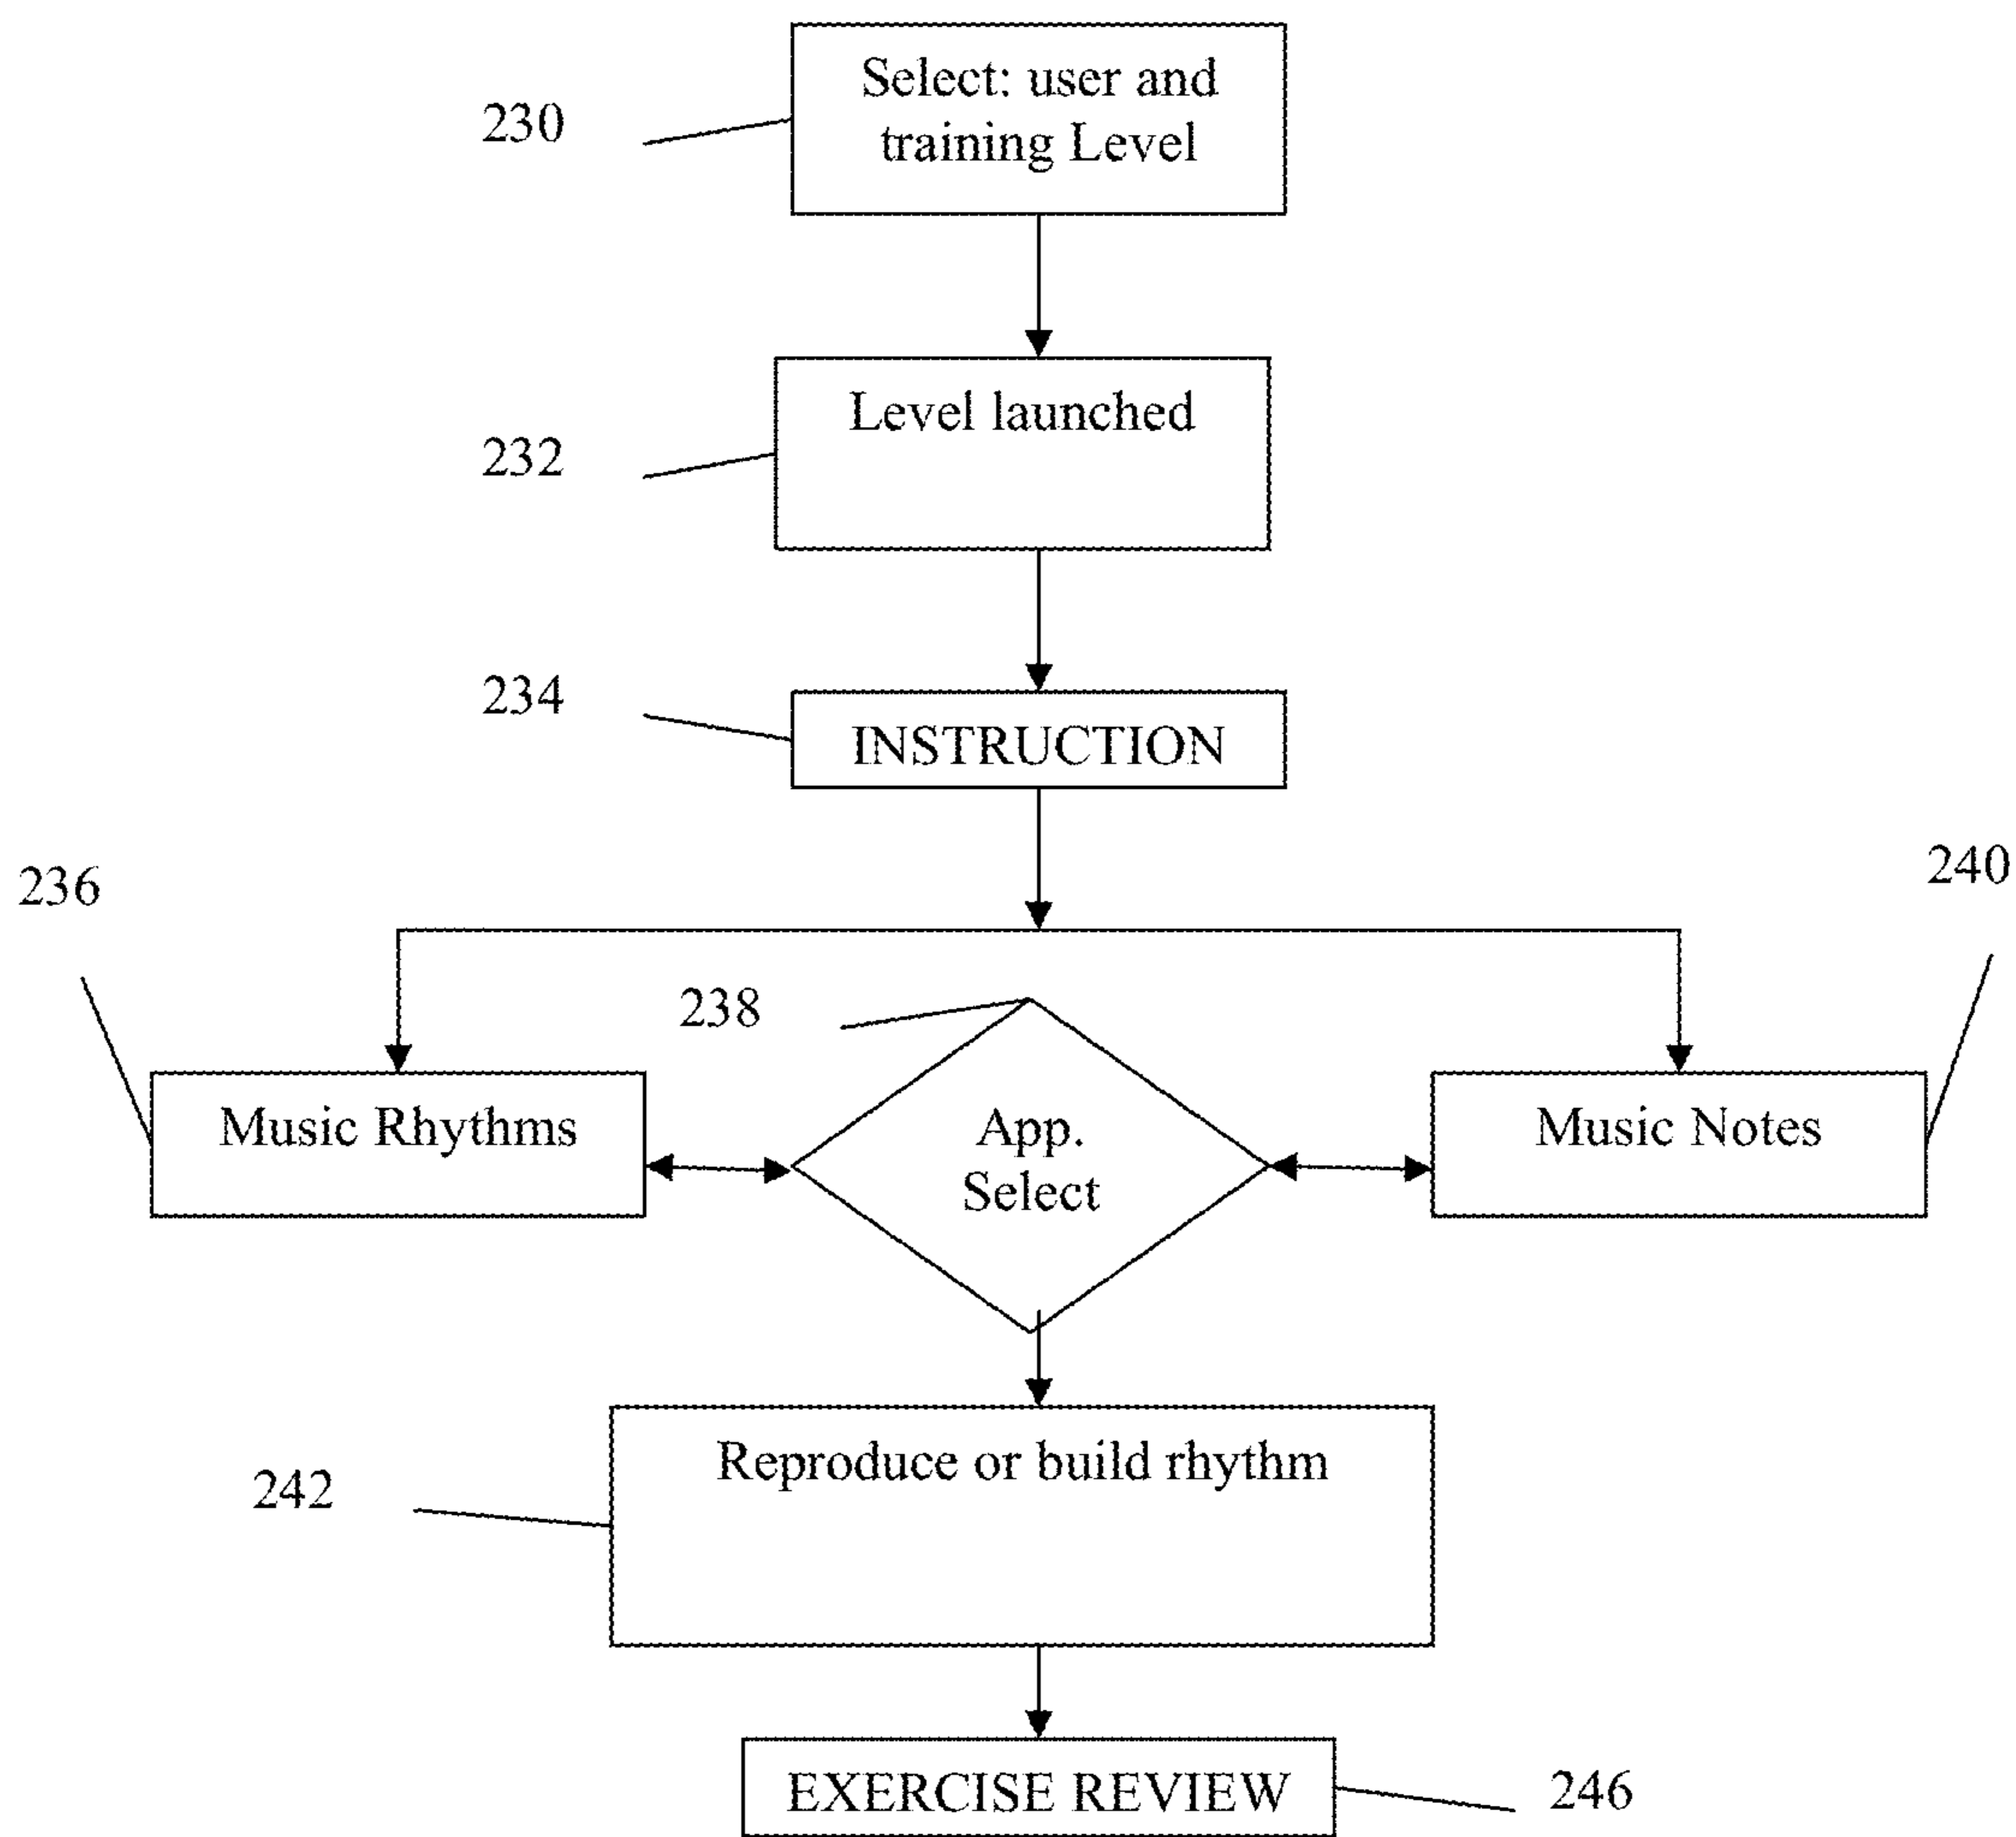 Select: user and
training Level
230
Level launched
232
234
INSTRUCTION
236
240
238
Music Rhythms
App.
Select
Music Notes
Reproduce or build rhythm
242
EXERCISE REVIEW
246